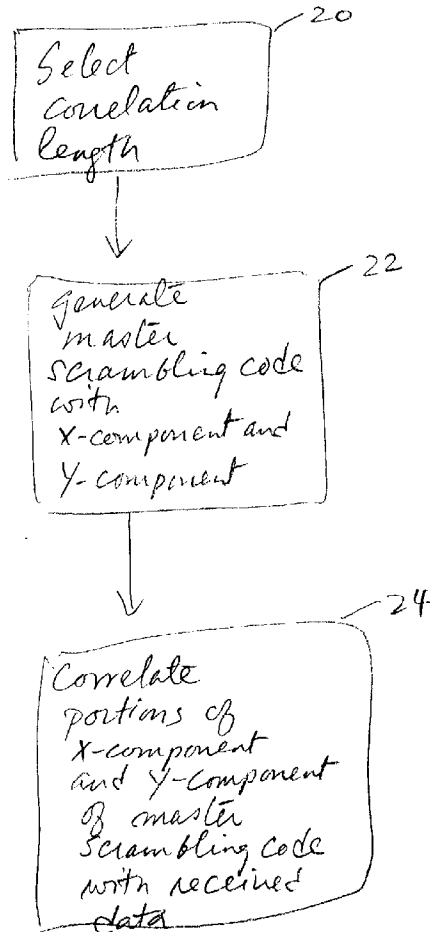 20
Select
correlation
length
22
generate
master
scrambling code
with
X-component and
Y-component
24
Correlate
portions of
X-component
and Y-component
of master
scrambling code
with received
data